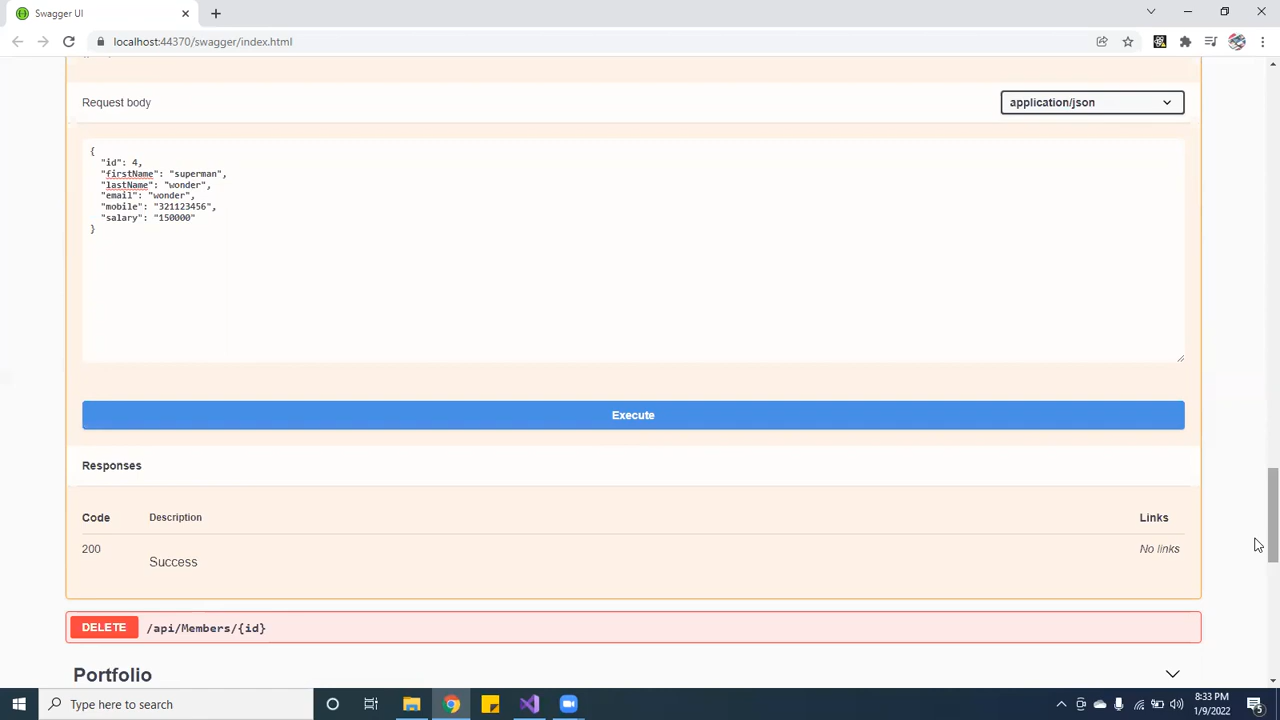 Swagger UI
localhost:44370/swagger/index.html
Request body
application/json
{
"id": 4,
"firstName": "superman",
"lastName": "wonder",
"email": "wonder",
"mobile": "321123456",
"salary": "150000"
}
Execute
Responses
Code Description Links
200 Success No links
DELETE /api/Members/{id}
Portfolio
Type here to search
8:33 PM
1/9/2022
5